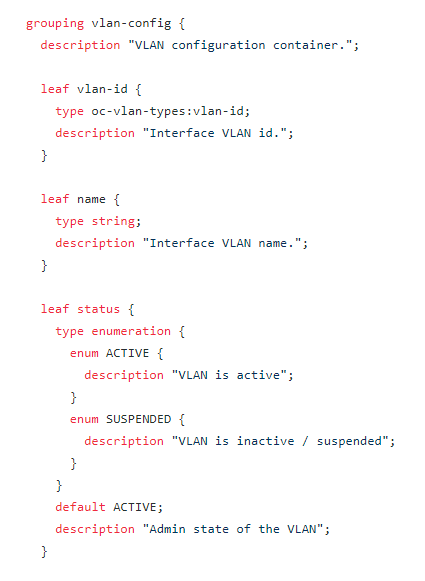 grouping vlan-config {
  description "VLAN configuration container.";

  leaf vlan-id {
    type oc-vlan-types:vlan-id;
    description "Interface VLAN id.";
  }

  leaf name {
    type string;
    description "Interface VLAN name.";
  }

  leaf status {
    type enumeration {
      enum ACTIVE {
        description "VLAN is active";
      }
      enum SUSPENDED {
        description "VLAN is inactive / suspended";
      }
    }
    default ACTIVE;
    description "Admin state of the VLAN";
  }